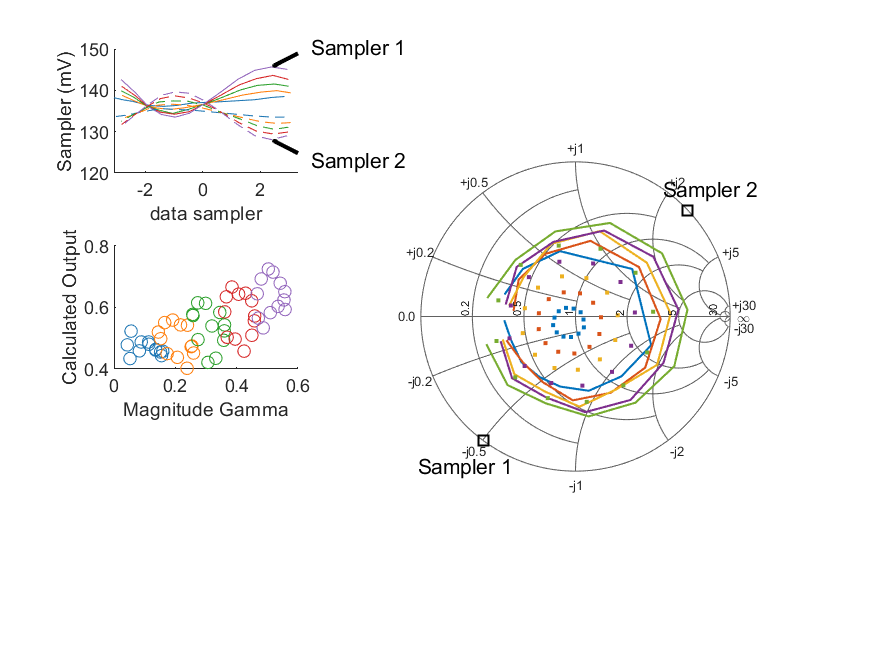 150
140
130
120
Sampler (mV)
-2
0
2
data sampler
Sampler 1
Sampler 2
0.8
0.6
0.4
Calculated Output
0
0.2
0.4
0.6
Magnitude Gamma
+j1
+j0.5
+j2
Sampler 2
+j0.2
+j5
0.0
0.2
0.5
1
2
5
30
+j30
∞
-j30
-j0.2
-j5
-j0.5
-j2
Sampler 1
-j1